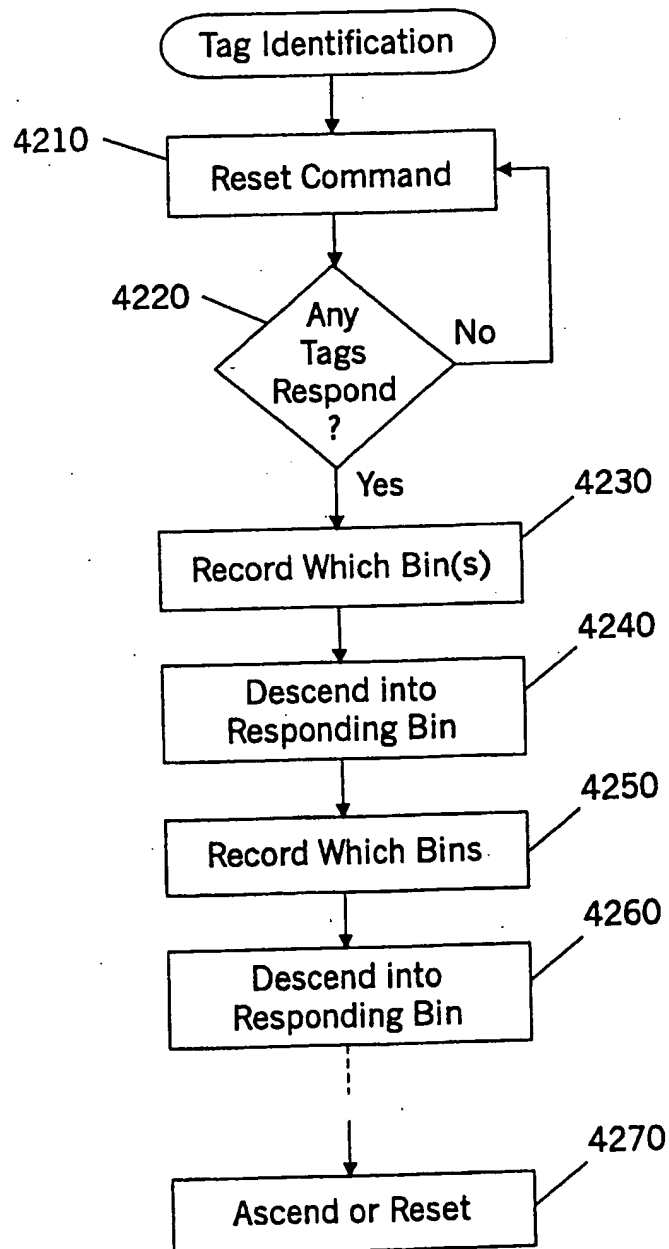 Tag Identification
4210
Reset Command
4220
Any
Tags
Respond
?
No
Yes
4230
Record Which Bin(s)
4240
Descend into
Responding Bin
4250
Record Which Bins
4260
Descend into
Responding Bin
4270
Ascend or Reset